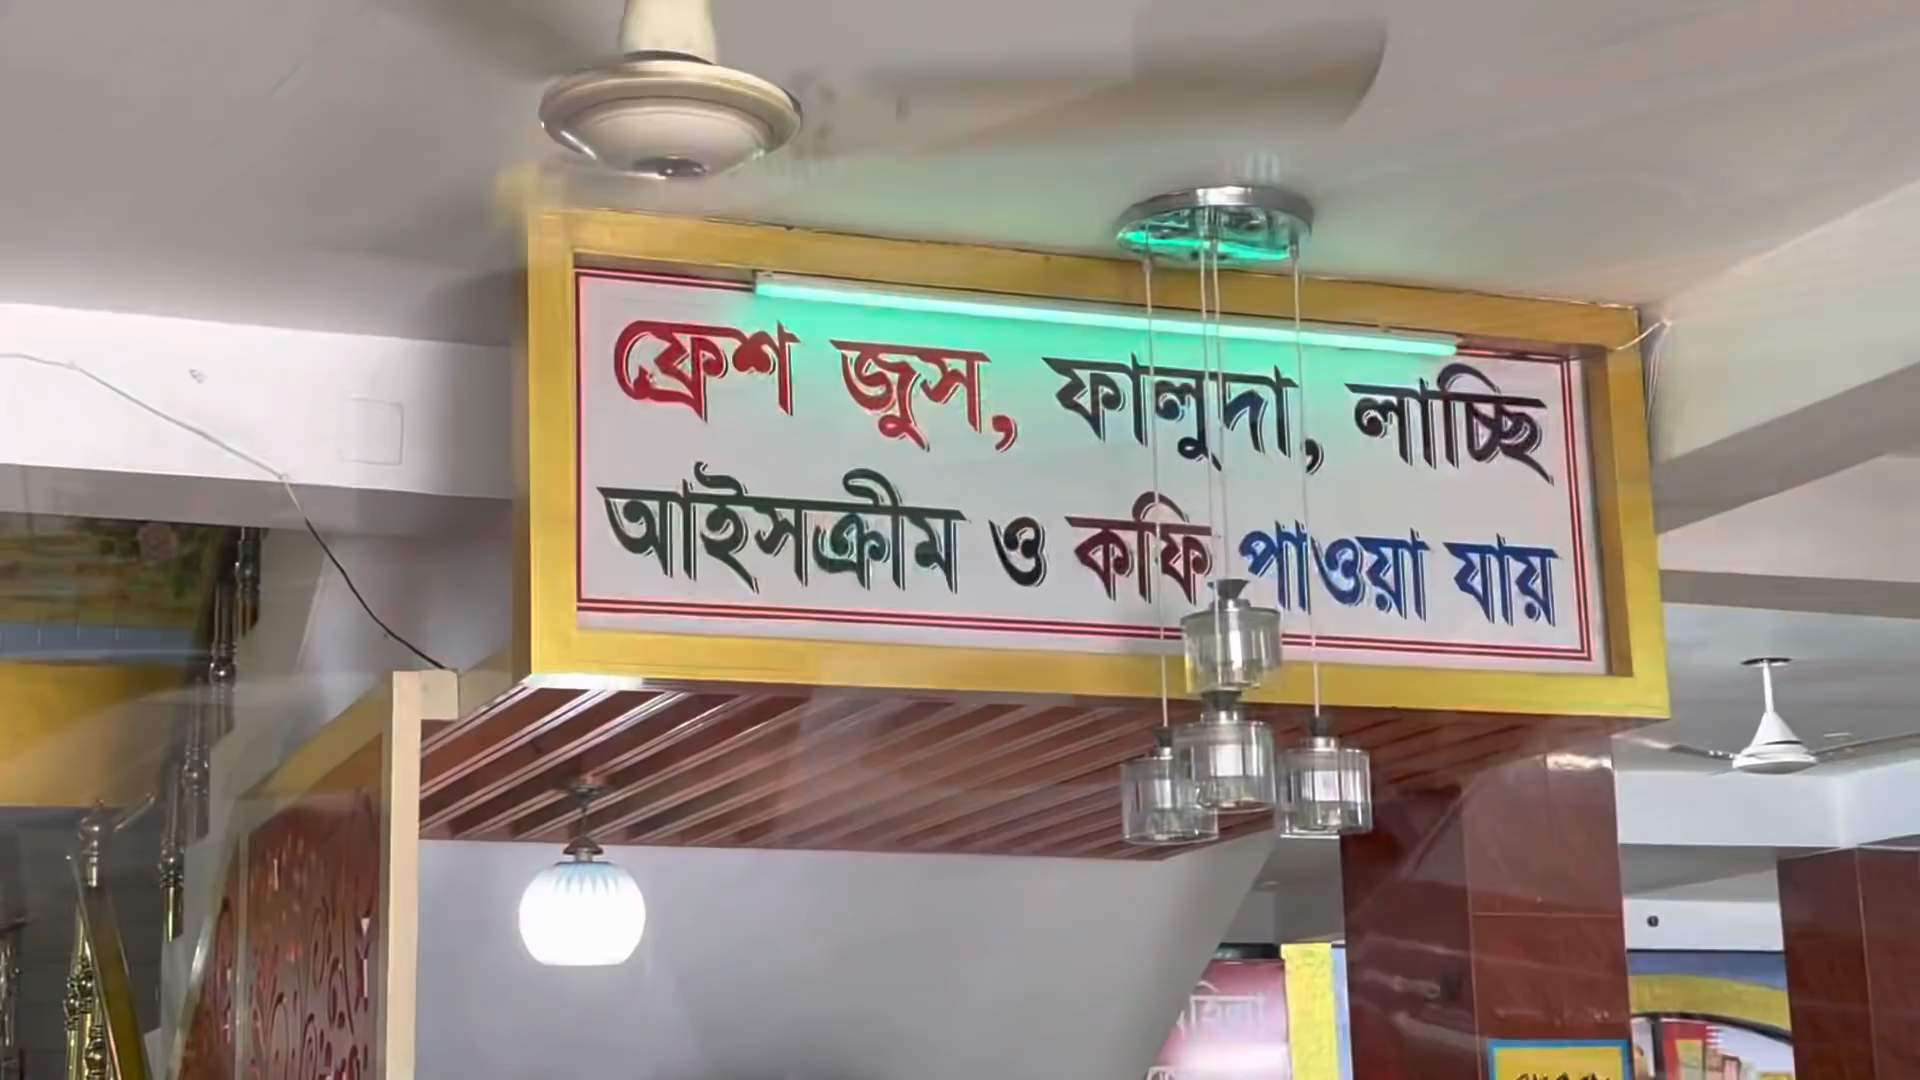 ফ্রেশ জুস, ফালুদা, লাচ্ছি
আইসক্রীম ও কফি পাওয়া যায়